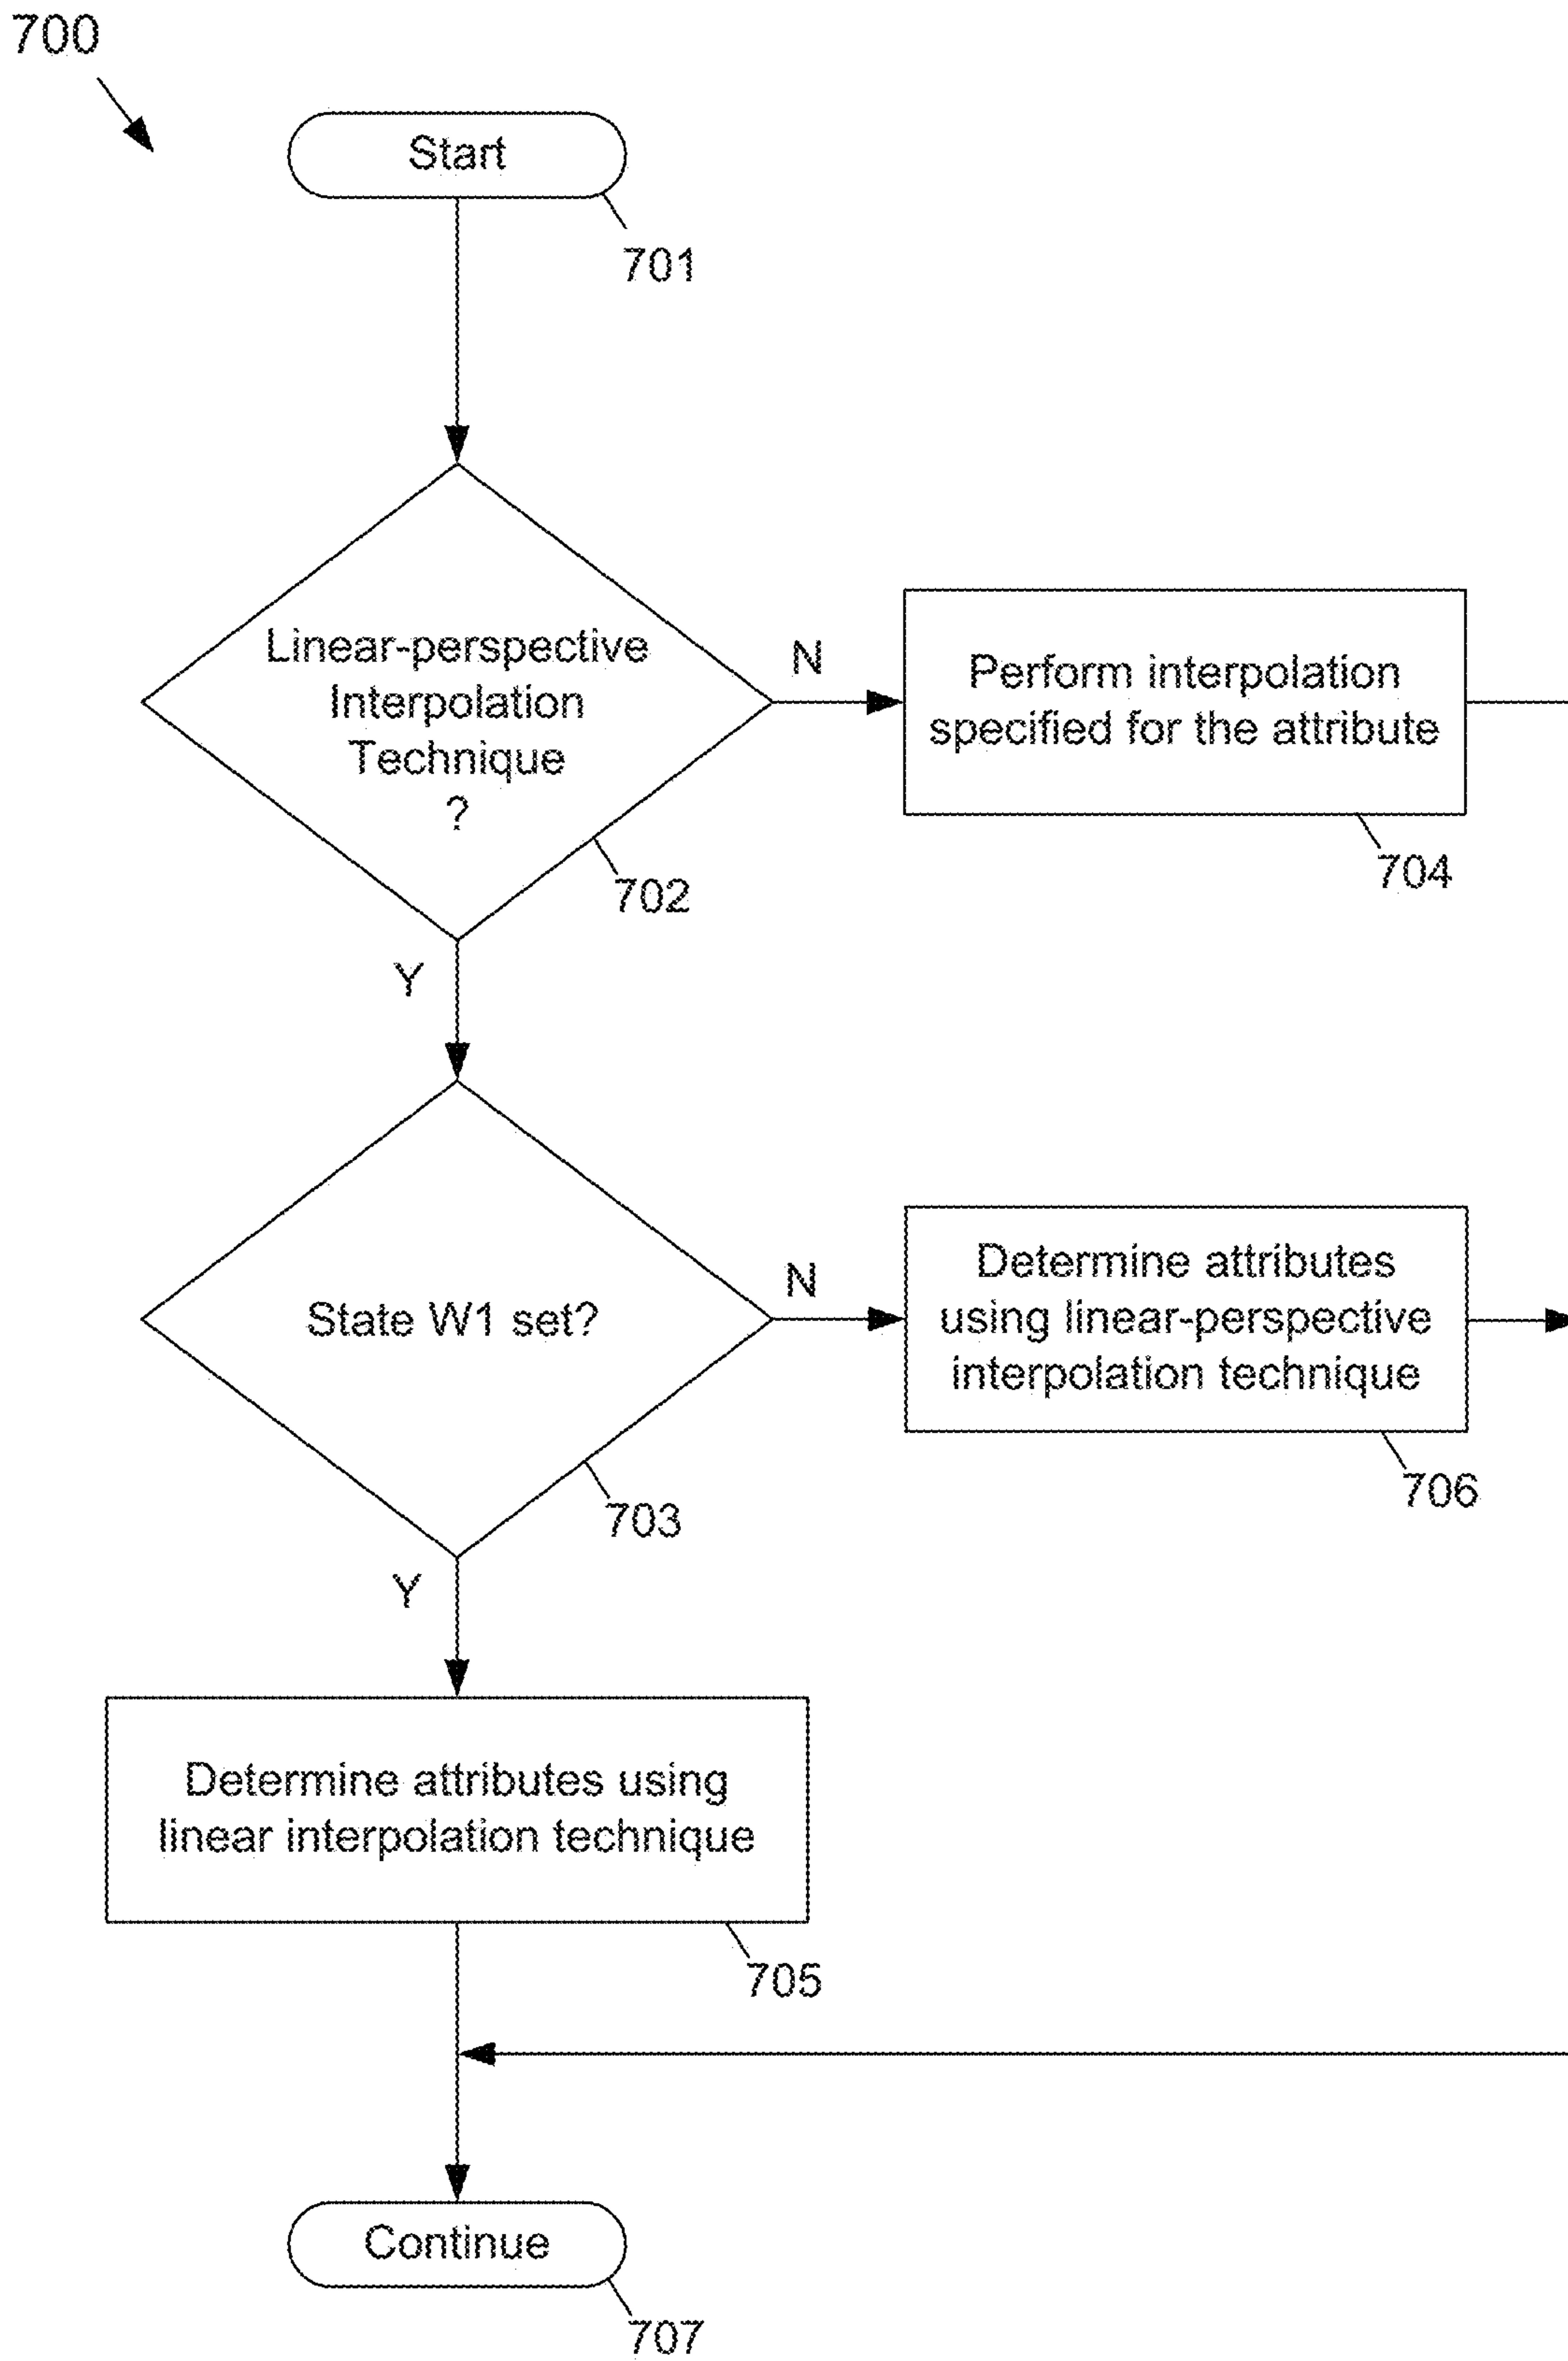 700
Start
701
Linear-perspective
Interpolation
Technique
?
702
N
Perform interpolation
specified for the attribute
704
Y
State W1 set?
703
N
Determine attributes
using linear-perspective
interpolation technique
706
Y
Determine attributes using
linear interpolation technique
705
Continue
707